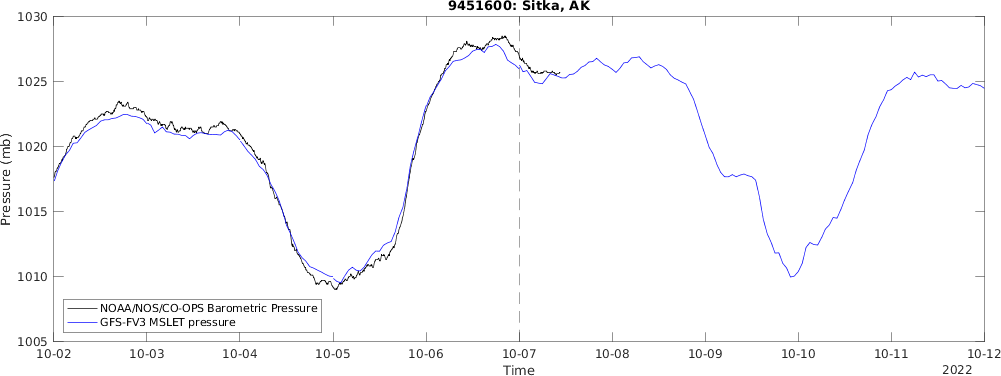 9451600: Sitka, AK
1030
1025
1020
1015
1010
1005
Pressure (mb)
NOAA/NOS/CO-OPS Barometric Pressure
GFS-FV3 MSLET pressure
10-02 10-03 10-04 10-05 10-06 10-07 10-08 10-09 10-10 10-11 10-12
Time
2022